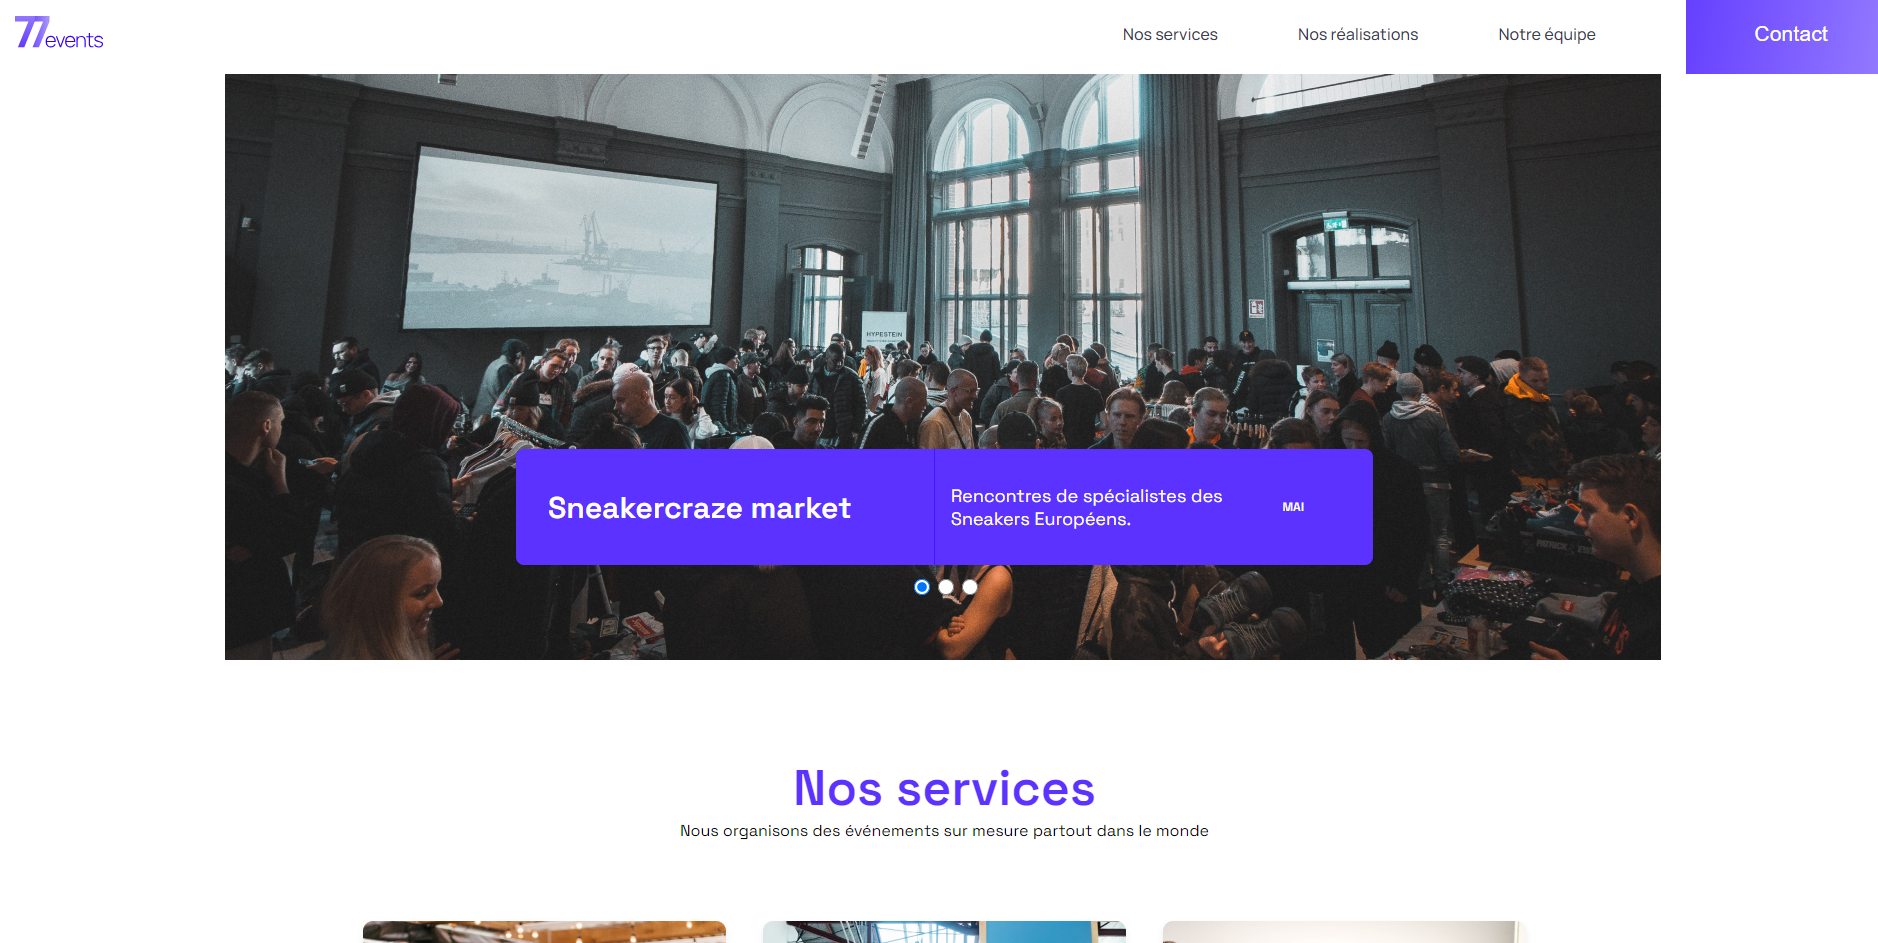 77events
Nos services
Nos réalisations
Notre équipe
Contact
HYPESTEIN
Sneakercraze market
Rencontres de spécialistes des
Sneakers Européens.
MAI
Nos services
Nous organisons des événements sur mesure partout dans le monde